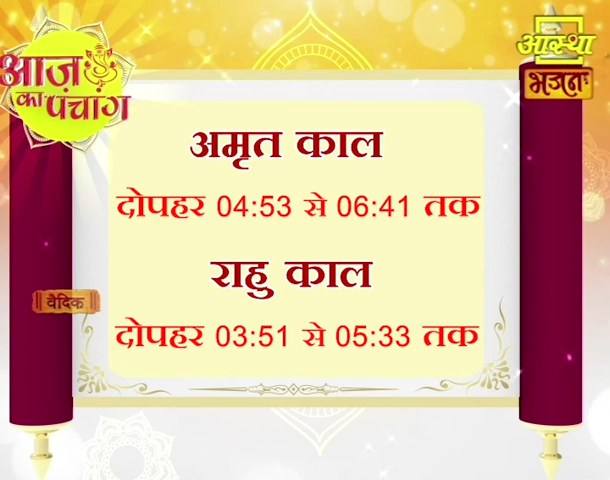 आज़
का पंचांग
आस्था
भजन
अमृत काल
दोपहर 04:53 से 06:41 तक
राहु काल
॥ वैदिक ॥
दोपहर 03:51 से 05:33 तक